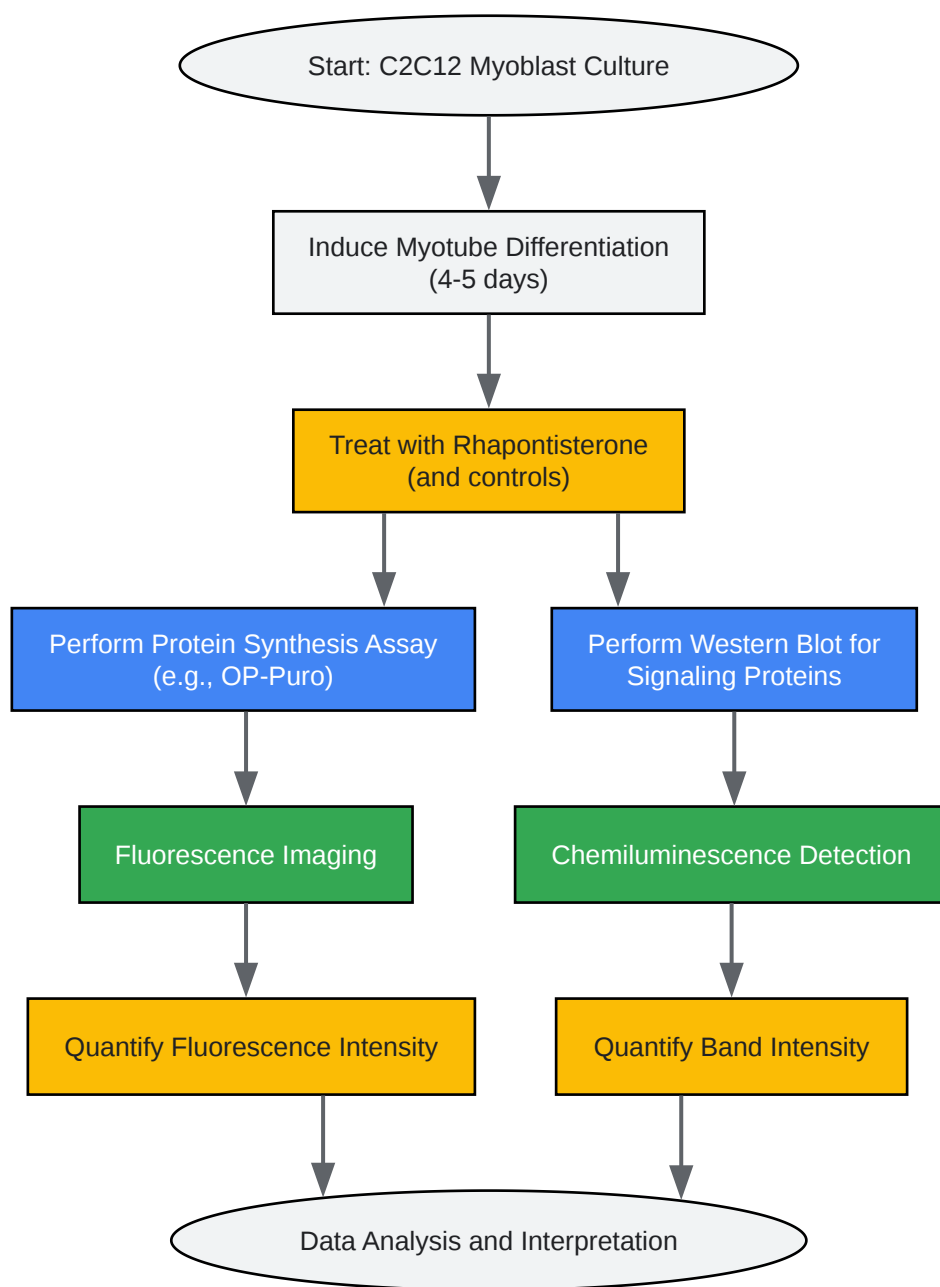 Start: C2C12 Myoblast Culture
Induce Myotube Differentiation
(4-5 days)
Treat with Rhapontisterone
(and controls)
Perform Protein Synthesis Assay
(e.g., OP-Puro)
Perform Western Blot for
Signaling Proteins
Fluorescence Imaging
Chemiluminescence Detection
Quantify Fluorescence Intensity
Quantify Band Intensity
Data Analysis and Interpretation